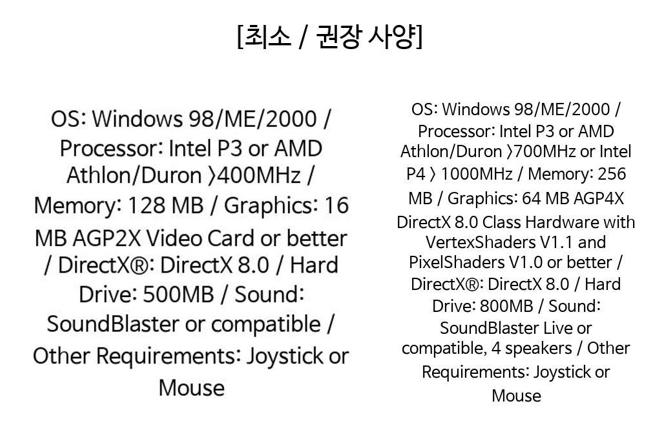 [최소 / 권장 사양]
OS: Windows 98/ME/2000 /
Processor: Intel P3 or AMD
Athlon/Duron 〉400MHz /
Memory: 128 MB / Graphics: 16
MB AGP2X Video Card or better
/ DirectX®: DirectX 8.0 / Hard
Drive: 500MB / Sound:
SoundBlaster or compatible /
Other Requirements: Joystick or
Mouse
OS: Windows 98/ME/2000 /
Processor: Intel P3 or AMD
Athlon/Duron 〉700MHz or Intel
P4 〉 1000MHz / Memory: 256
MB / Graphics: 64 MB AGP4X
DirectX 8.0 Class Hardware with
VertexShaders V1.1 and
PixelShaders V1.0 or better /
DirectX®: DirectX 8.0 / Hard
Drive: 800MB / Sound:
SoundBlaster Live or
compatible, 4 speakers / Other
Requirements: Joystick or
Mouse